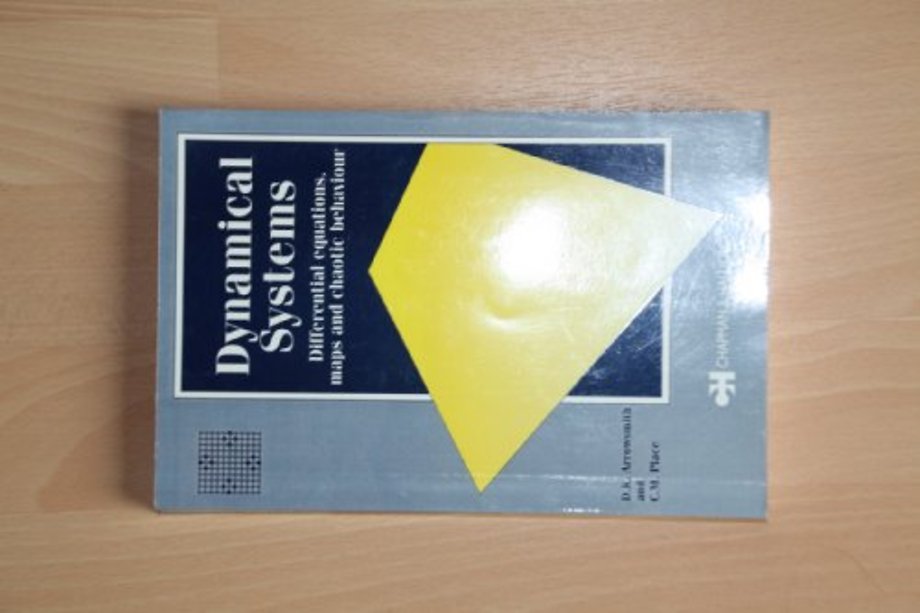 Dynamical
Systems
Differential equations,
maps and chaotic behaviour
D.K. Arrowsmith
and
C.M. Place
CHAPMAN